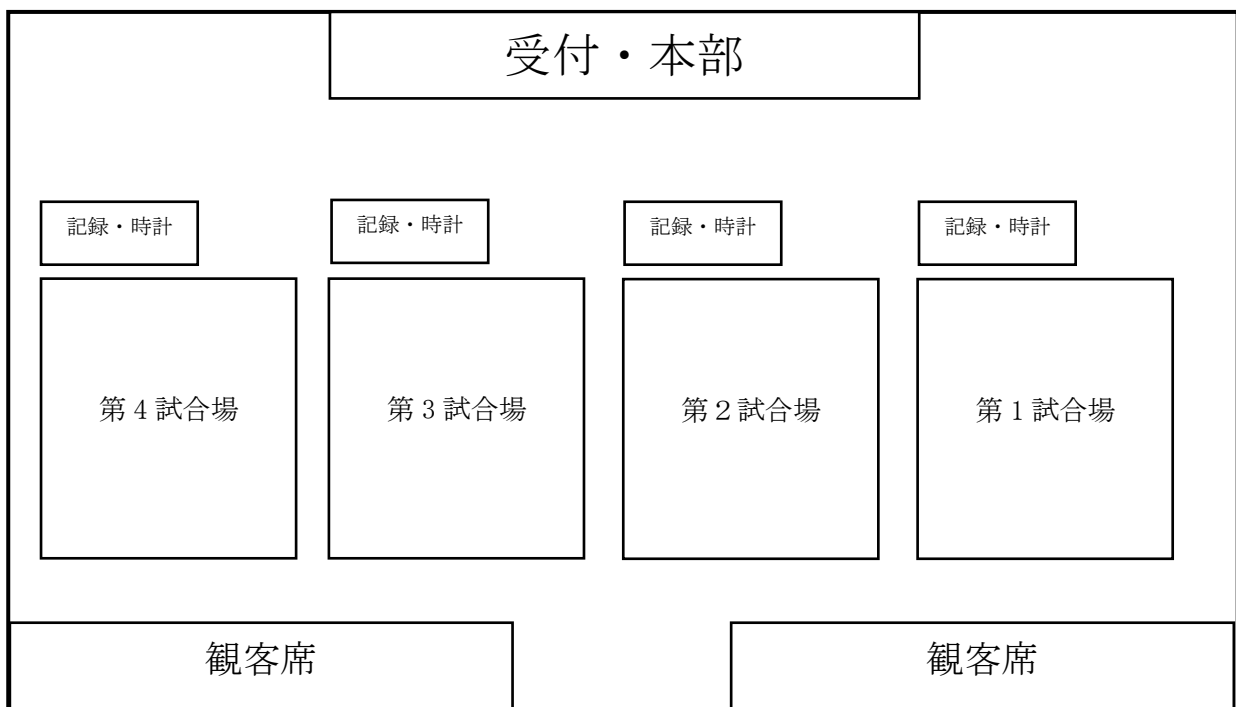 受付・本部
記録・時計
記録・時計
記録・時計
記録・時計
第４試合場
第３試合場
第２試合場
第１試合場
観客席
観客席